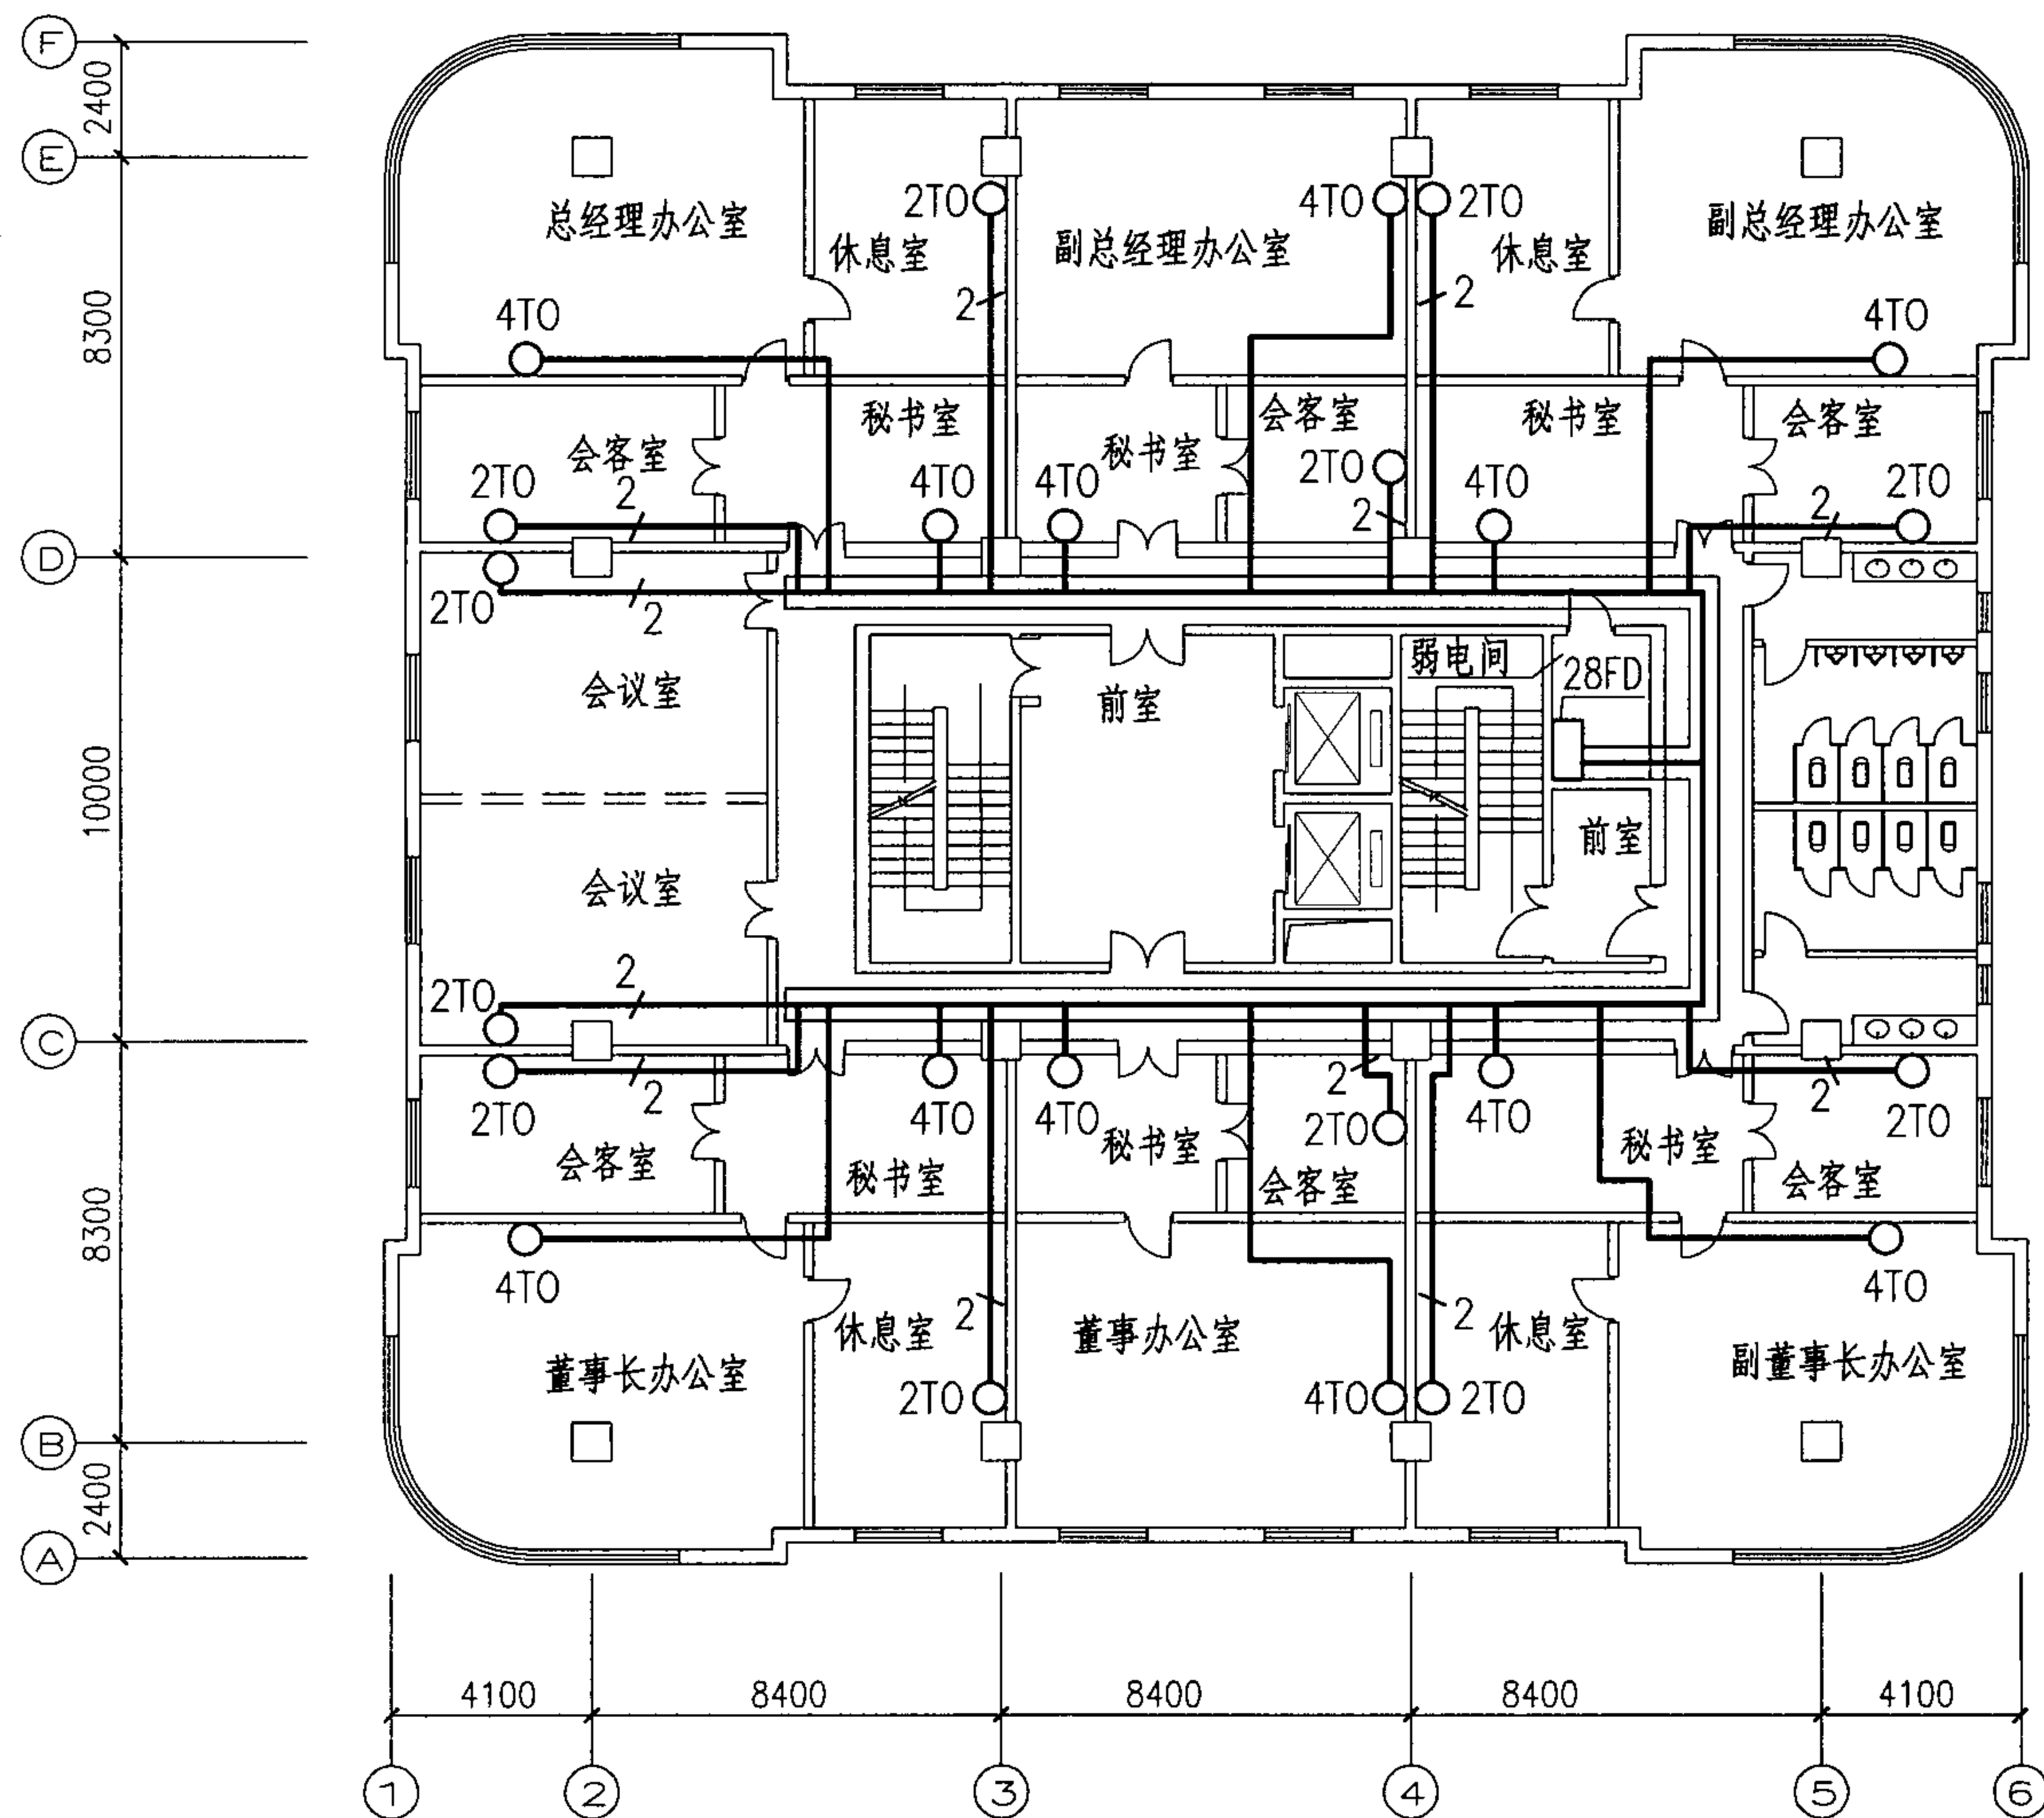 F
2400
E
2TO
4TO
2TO
总经理办公室
休息室
副总经理办公室
休息室
副总经理办公室
8300
2
2
4TO
4TO
秘书室
会客室
秘书室
会客室
会客室
秘书室
2TO
2
4TO
4TO
2TO
2
4TO
2TO
2
D
2TO
2
弱电间
28FD
会议室
前室
10000
会议室
前室
2TO
2
C
2TO
2
4TO
4TO
2
2TO
4TO
2
2TO
会客室
秘书室
秘书室
会客室
秘书室
会客室
8300
4TO
4TO
休息室
2
董事办公室
2
休息室
董事长办公室
副董事长办公室
2TO
4TO
2TO
B
2400
A
4100
8400
8400
8400
4100
1
2
3
4
5
6